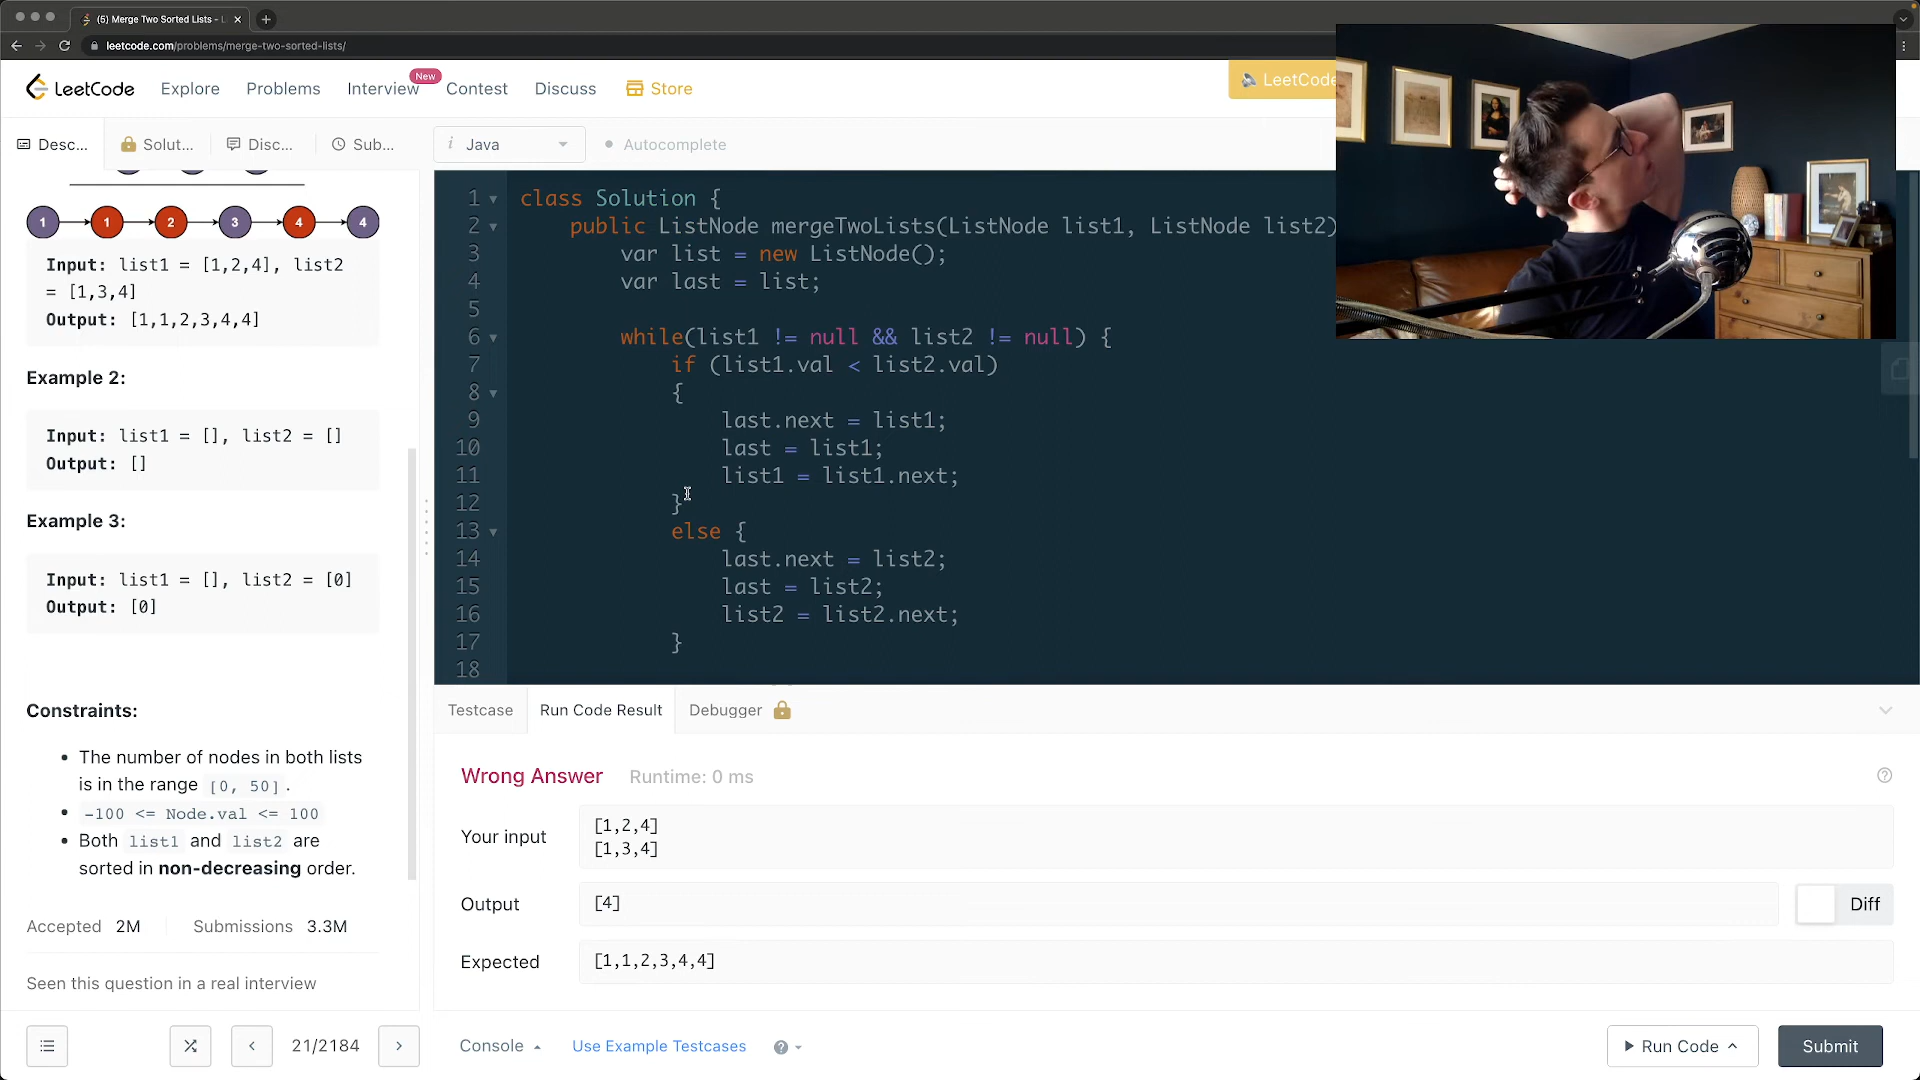 (5) Merge Two Sorted Lists - L
leetcode.com/problems/merge-two-sorted-lists/
LeetCode
Explore
Problems
Interview
New
Contest
Discuss
Store
LeetCode
Desc...
Solut...
Disc...
Sub...
i Java
Autocomplete
1 1 2 3 4 4
Input: list1 = [1,2,4], list2
= [1,3,4]
Output: [1,1,2,3,4,4]
Example 2:
Input: list1 = [], list2 = []
Output: []
Example 3:
Input: list1 = [], list2 = [0]
Output: [0]
Constraints:
• The number of nodes in both lists
is in the range [0, 50].
• -100 <= Node.val <= 100
• Both list1 and list2 are
sorted in non-decreasing order.
Accepted 2M Submissions 3.3M
Seen this question in a real interview
21/2184
1 class Solution {
2 public ListNode mergeTwoLists(ListNode list1, ListNode list2)
3 var list = new ListNode();
4 var last = list;
5
6 while(list1 != null && list2 != null) {
7 if (list1.val < list2.val)
8 {
9 last.next = list1;
10 last = list1;
11 list1 = list1.next;
12 }
13 else {
14 last.next = list2;
15 last = list2;
16 list2 = list2.next;
17 }
18
Testcase
Run Code Result
Debugger
Wrong Answer Runtime: 0 ms
Your input
[1,2,4]
[1,3,4]
Output
[4]
Diff
Expected
[1,1,2,3,4,4]
Console
Use Example Testcases
Run Code
Submit